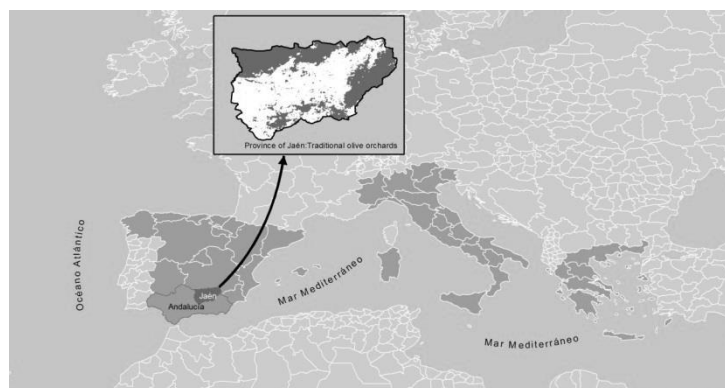 Province of Jaén:Traditional olive orchards
Océano Atlántico
Mar Mediterráneo
Jaén
Andalucía
Mar Mediterráneo